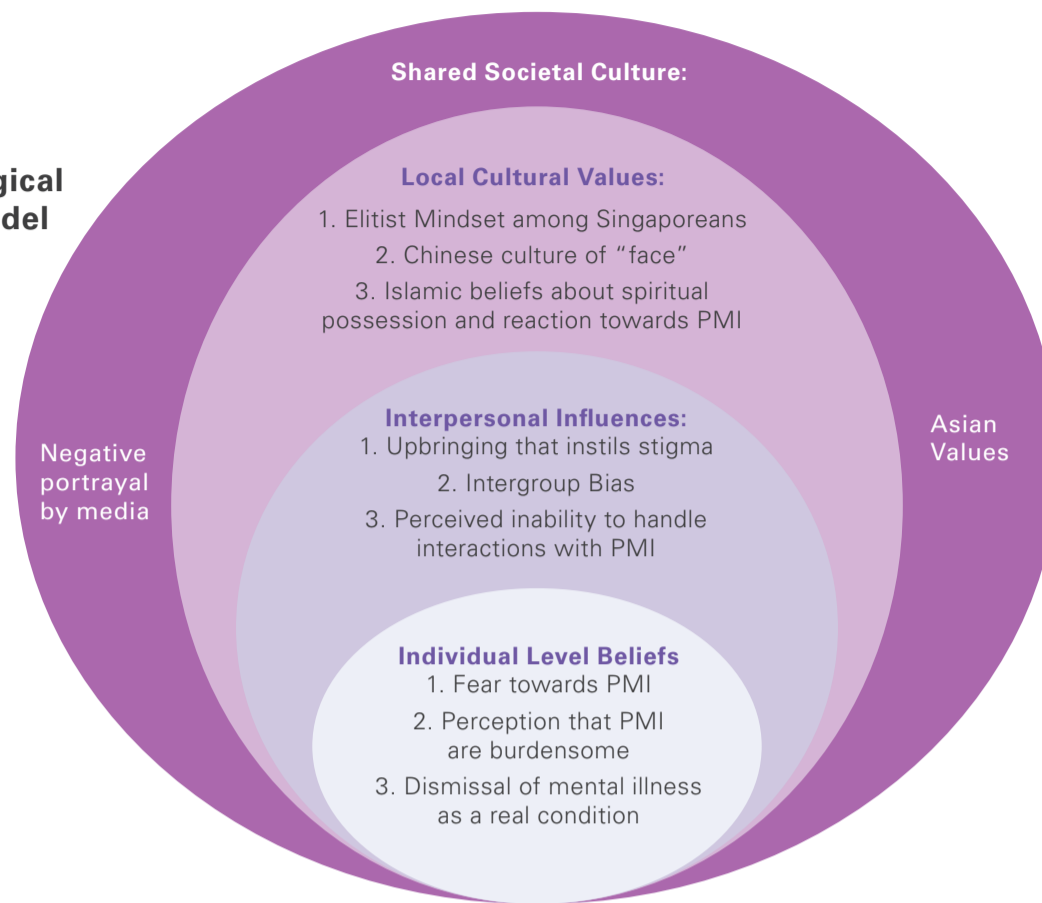 Shared Societal Culture:
Local Cultural Values:
1. Elitist Mindset among Singaporeans
2. Chinese culture of “face”
3. Islamic beliefs about spiritual
possession and reaction towards PMI
Interpersonal Influences:
1. Upbringing that instils stigma
2. Intergroup Bias
3. Perceived inability to handle
interactions with PMI
Individual Level Beliefs
1. Fear towards PMI
2. Perception that PMI
are burdensome
3. Dismissal of mental illness
as a real condition
Negative
portrayal
by media
Asian
Values